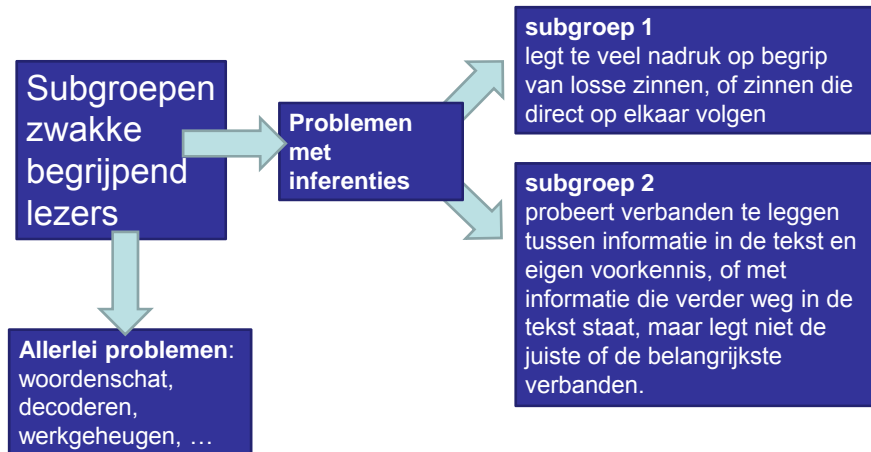 Subgroepen
zwakke
begrijpend
lezers
Problemen
met
inferenties
subgroep 1
legt te veel nadruk op begrip
van losse zinnen, of zinnen die
direct op elkaar volgen
subgroep 2
probeert verbanden te leggen
tussen informatie in de tekst en
eigen voorkennis, of met
informatie die verder weg in de
tekst staat, maar legt niet de
juiste of de belangrijkste
verbanden.
Allerlei problemen:
woordenschat,
decoderen,
werkgeheugen, …